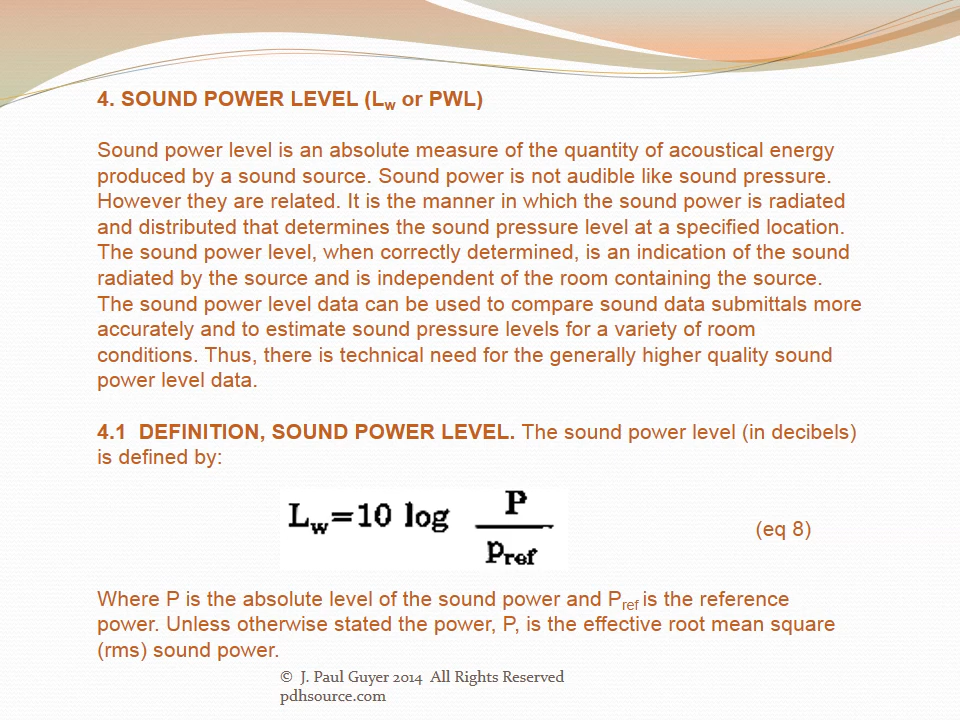 4. SOUND POWER LEVEL (Lw or PWL)
Sound power level is an absolute measure of the quantity of acoustical energy
produced by a sound source. Sound power is not audible like sound pressure.
However they are related. It is the manner in which the sound power is radiated
and distributed that determines the sound pressure level at a specified location.
The sound power level, when correctly determined, is an indication of the sound
radiated by the source and is independent of the room containing the source.
The sound power level data can be used to compare sound data submittals more
accurately and to estimate sound pressure levels for a variety of room
conditions. Thus, there is technical need for the generally higher quality sound
power level data.
4.1 DEFINITION, SOUND POWER LEVEL. The sound power level (in decibels)
is defined by:
Lw=10 log P
pref
(eq 8)
Where P is the absolute level of the sound power and Pref is the reference
power. Unless otherwise stated the power, P, is the effective root mean square
(rms) sound power.
© J. Paul Guyer 2014 All Rights Reserved
pdhsource.com